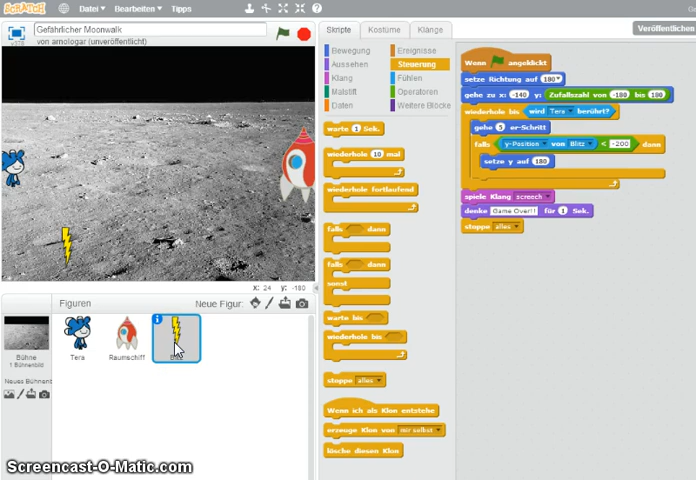 SCRATCH Datei Bearbeiten Tipps
Gefährlicher Moonwalk
von arnologar (unveröffentlicht)
Skripte Kostüme Klänge
Veröffentlichen
Bewegung Ereignisse
Aussehen Steuerung
Klang Fühlen
Malstift Operatoren
Daten Weitere Blöcke
warte 1 Sek.
wiederhole 10 mal
wiederhole fortlaufend
falls dann
falls dann
sonst
warte bis
wiederhole bis
stoppe alles
Wenn ich als Klon entstehe
erzeuge Klon von mir selbst
lösche diesen Klon
Wenn angeklickt
setze Richtung auf 180
gehe zu x: -140 y: Zufallszahl von -180 bis 180
wiederhole bis wird Tera berührt?
gehe 5 er-Schritt
falls y-Position von Blitz < -200 dann
setze y auf 180
spiele Klang screech
denke Game Over!! für 1 Sek.
stoppe alles
x: 24 y: -180
Figuren Neue Figur:
Tera Raumschiff
Bühne
1 Bühnenbild
Screencast-O-Matic.com